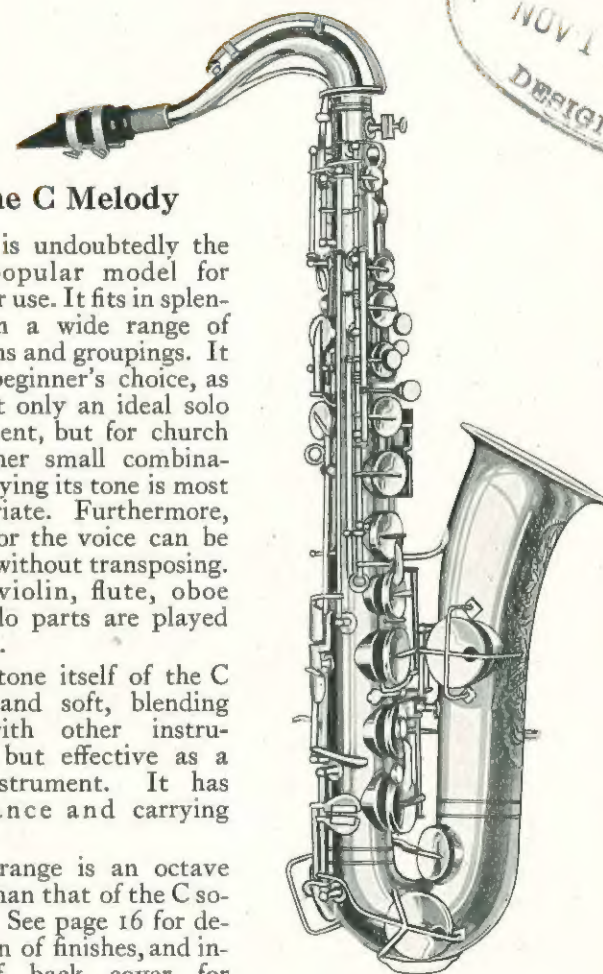 NOV 1
DESIGN
ne C Melody
is undoubtedly the
opular model for
r use. It fits in splen-
n a wide range of
ns and groupings. It
beginner's choice, as
t only an ideal solo
ent, but for church
her small combina-
ying its tone is most
riate. Furthermore,
or the voice can be
without transposing.
violin, flute, oboe
lo parts are played
.
tone itself of the C
and soft, blending
ith other instru-
but effective as a
strument. It has
nce and carrying
range is an octave
han that of the C so-
See page 16 for de-
n of finishes, and in-
f back cover for